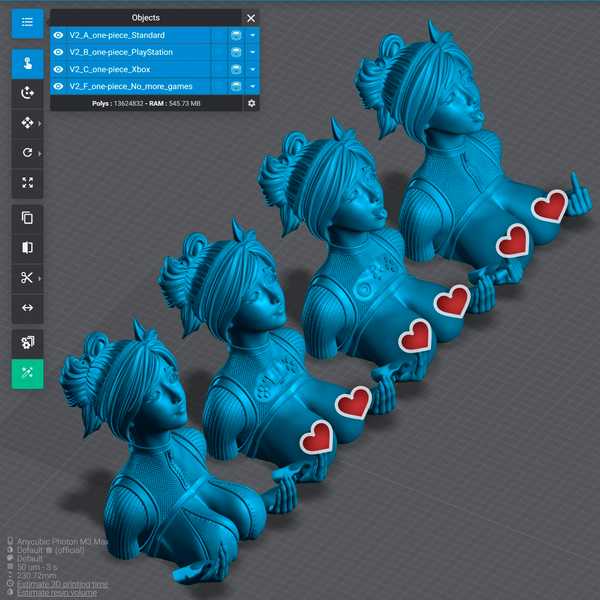 Objects
V2_A_one-piece_Standard
V2_B_one-piece_PlayStation
V2_C_one-piece_Xbox
V2_F_one-piece_No_more_games
Polys : 13624832 - RAM : 545.73 MB
Anycubic Photon M3 Max
Default (official)
Default
50 um - 3 s
230.72mm
Estimate 3D printing time
Estimate resin volume